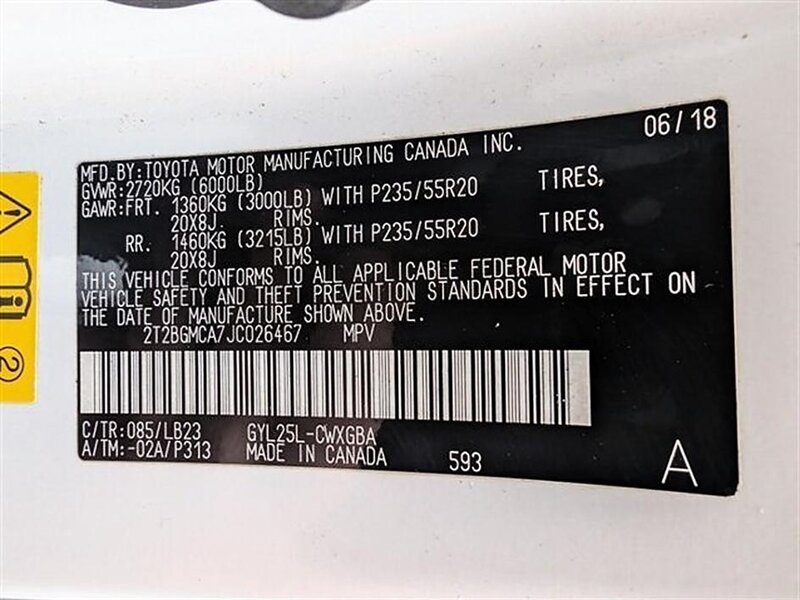 06/18
MFD.BY:TOYOTA MOTOR MANUFACTURING CANADA INC.
GVWR:2720KG (6000LB)
GAWR:FRT. 1360KG (3000LB) WITH P235/55R20 TIRES,
20X8J RIMS.
RR. 1460KG (3215LB) WITH P235/55R20 TIRES,
20X8J RIMS.
THIS VEHICLE CONFORMS TO ALL APPLICABLE FEDERAL MOTOR
VEHICLE SAFETY AND THEFT PREVENTION STANDARDS IN EFFECT ON
THE DATE OF MANUFACTURE SHOWN ABOVE.
2T2BGMCA7JC026467 MPV
C/TR:085/LB23 GYL25L-CWXGBA
A/TM:-02A/P313 MADE IN CANADA 593
A
2